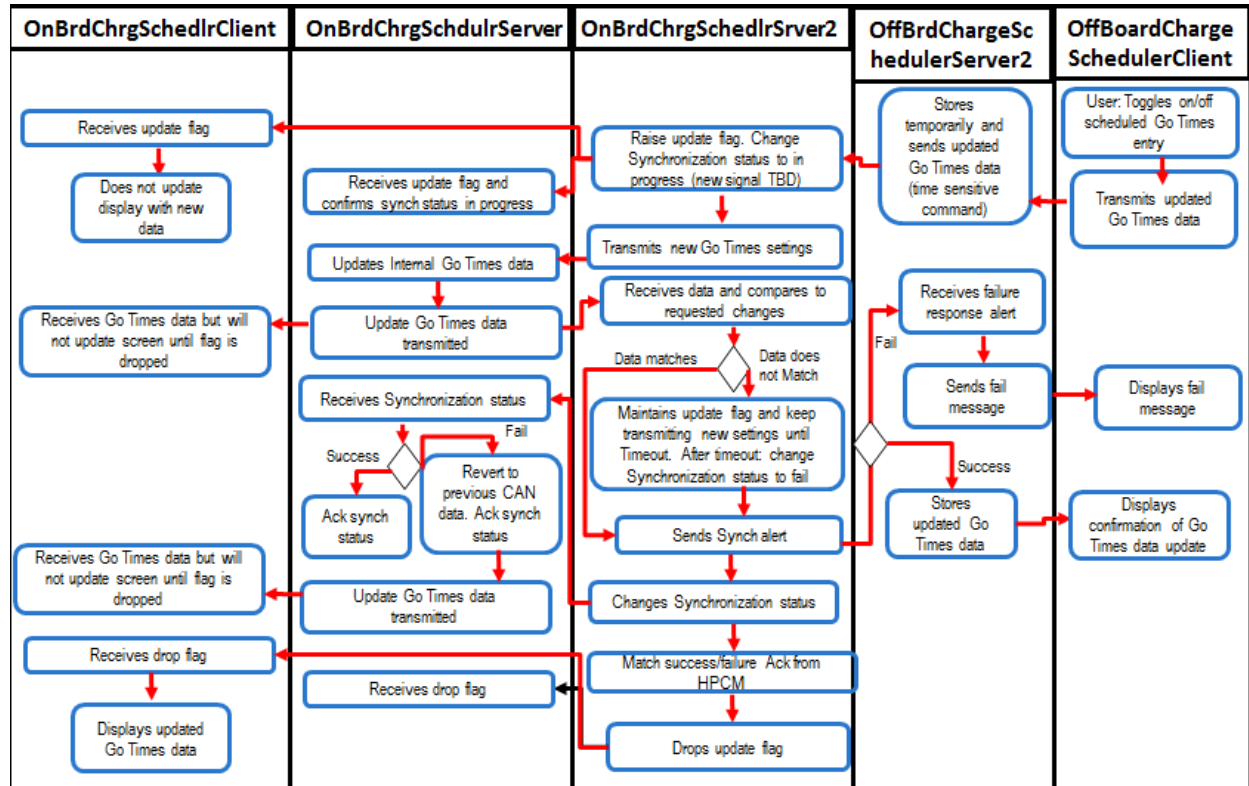 OnBrdChrgSchedlrClient
OnBrdChrgSchdulrServer
OnBrdChrgSchedlrSrver2
OffBrdChargeSc
hedulerServer2
OffBoardCharge
SchedulerClient
Receives update flag
Does not update
display with new
data
Receives Go Times data but will
not update screen until flag is
dropped
Receives Go Times data but will
not update screen until flag is
dropped
Receives drop flag
Displays updated
Go Times data
Receives update flag and
confirms synch status in progress
Updates Internal Go Times data
Update Go Times data
transmitted
Receives Synchronization status
Success
Fail
Ack synch
status
Revert to
previous CAN
data. Ack synch
status
Update Go Times data
transmitted
Receives drop flag
Raise update flag. Change
Synchronization status to in
progress (new signal TBD)
Transmits new Go Times settings
Receives data and compares to
requested changes
Data matches
Data does
not Match
Maintains update flag and keep
transmitting new settings until
Timeout. After timeout: change
Synchronization status to fail
Sends Synch alert
Changes Synchronization status
Match success/failure Ack from
HPCM
Drops update flag
Stores
temporarily and
sends updated
Go Times data
(time sensitive
command)
Receives failure
response alert
Fail
Sends fail
message
Success
Stores
updated Go
Times data
User: Toggles on/off
scheduled Go Times
entry
Transmits updated
Go Times data
Displays fail
message
Displays
confirmation of Go
Times data update